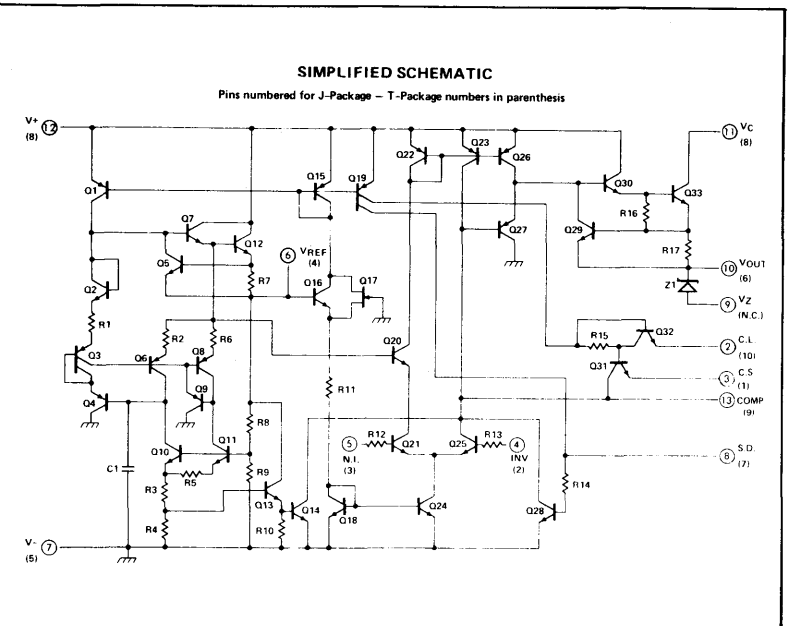 SIMPLIFIED SCHEMATIC
Pins numbered for J-Package – T-Package numbers in parenthesis
V+
(8)
12
11
VC
(8)
Q1
Q15
Q19
Q22
Q23
Q26
Q30
Q33
Q7
Q12
Q5
R7
6
VREF
(4)
Q27
Q29
R16
R17
10
VOUT
(6)
Q2
Q16
Q17
Z1
9
VZ
(N.C.)
R1
R2
R6
Q20
R15
Q32
2
C.L.
(10)
Q3
Q6
Q8
Q31
3
C.S
(1)
Q4
Q9
R11
13
COMP
(9)
C1
Q10
Q11
R8
5
N.I.
(3)
R12
Q21
Q25
R13
4
INV
(2)
8
S.D.
(7)
R5
R9
R3
Q13
R14
R4
R10
Q14
Q18
Q24
Q28
V-
(5)
7